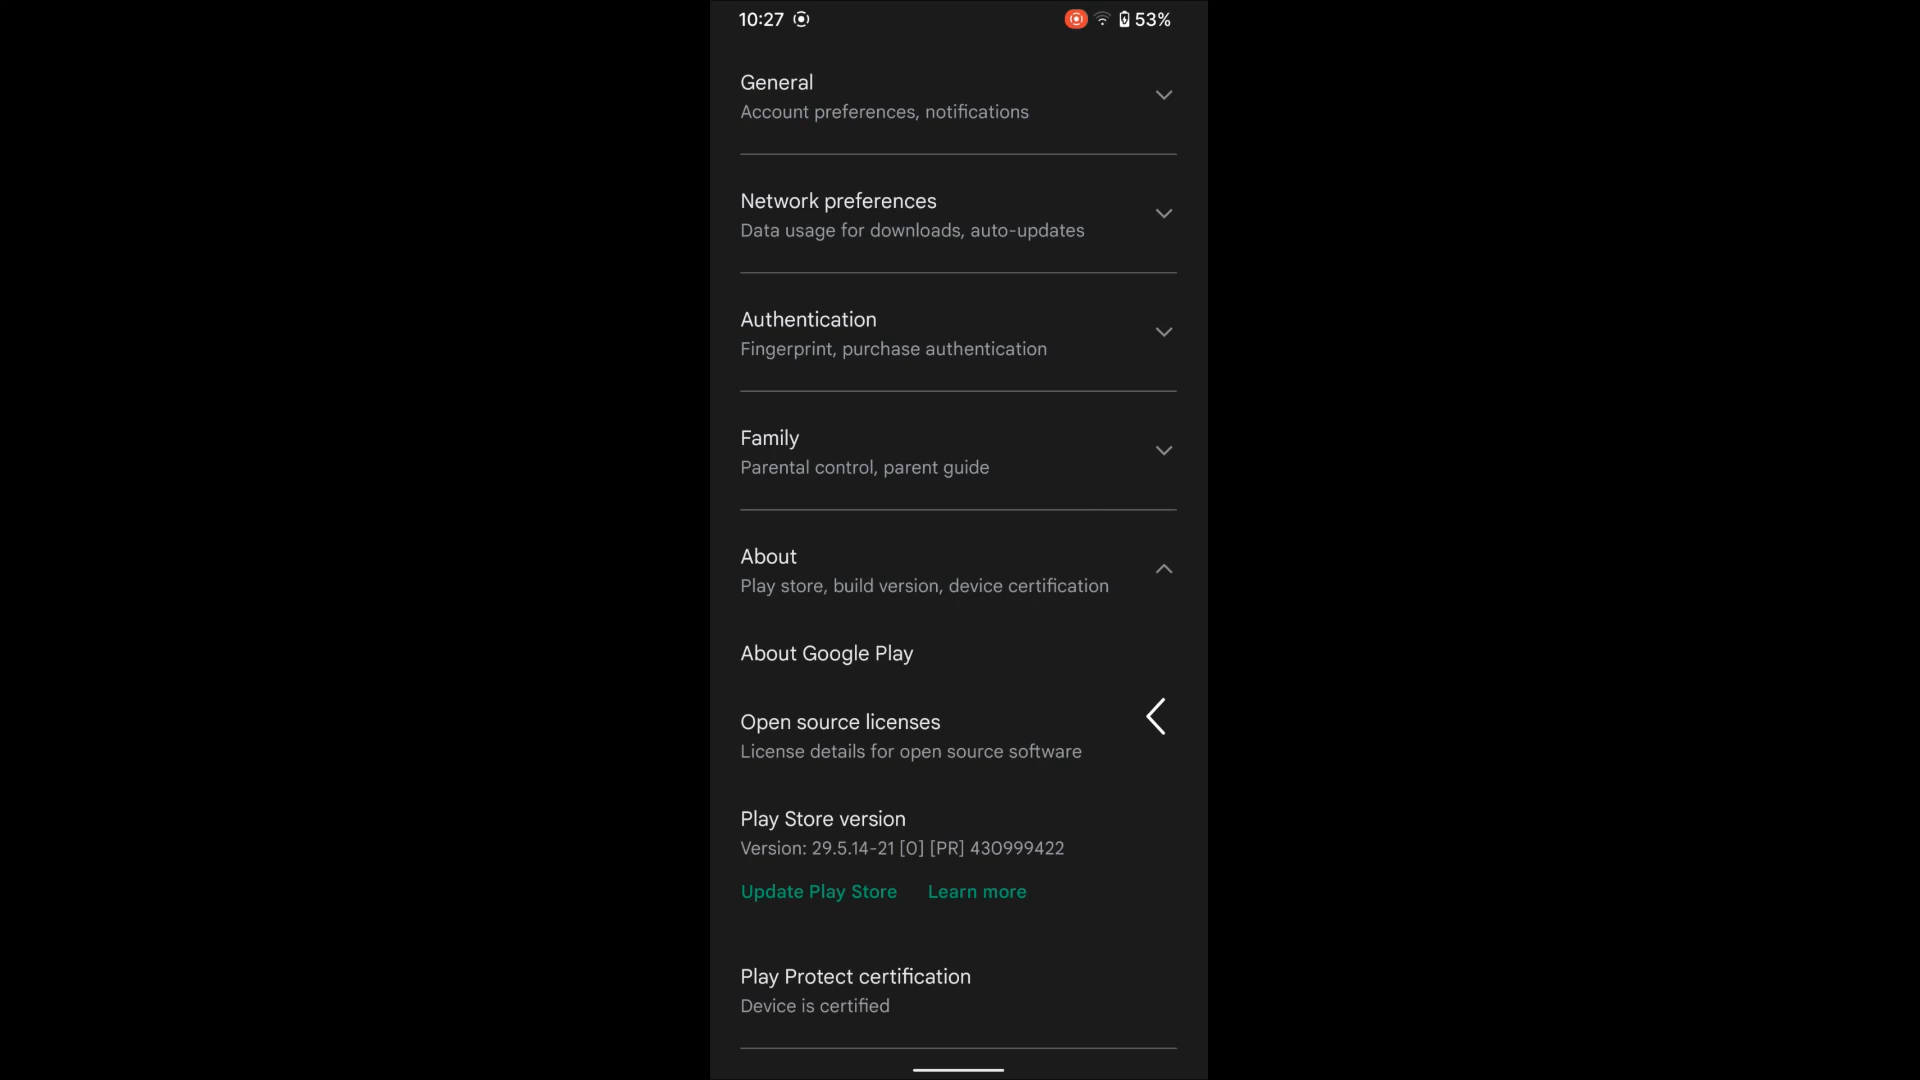 10:27 53%
General
Account preferences, notifications
Network preferences
Data usage for downloads, auto-updates
Authentication
Fingerprint, purchase authentication
Family
Parental control, parent guide
About
Play store, build version, device certification
About Google Play
Open source licenses
License details for open source software
Play Store version
Version: 29.5.14-21 [0] [PR] 430999422
Update Play Store Learn more
Play Protect certification
Device is certified